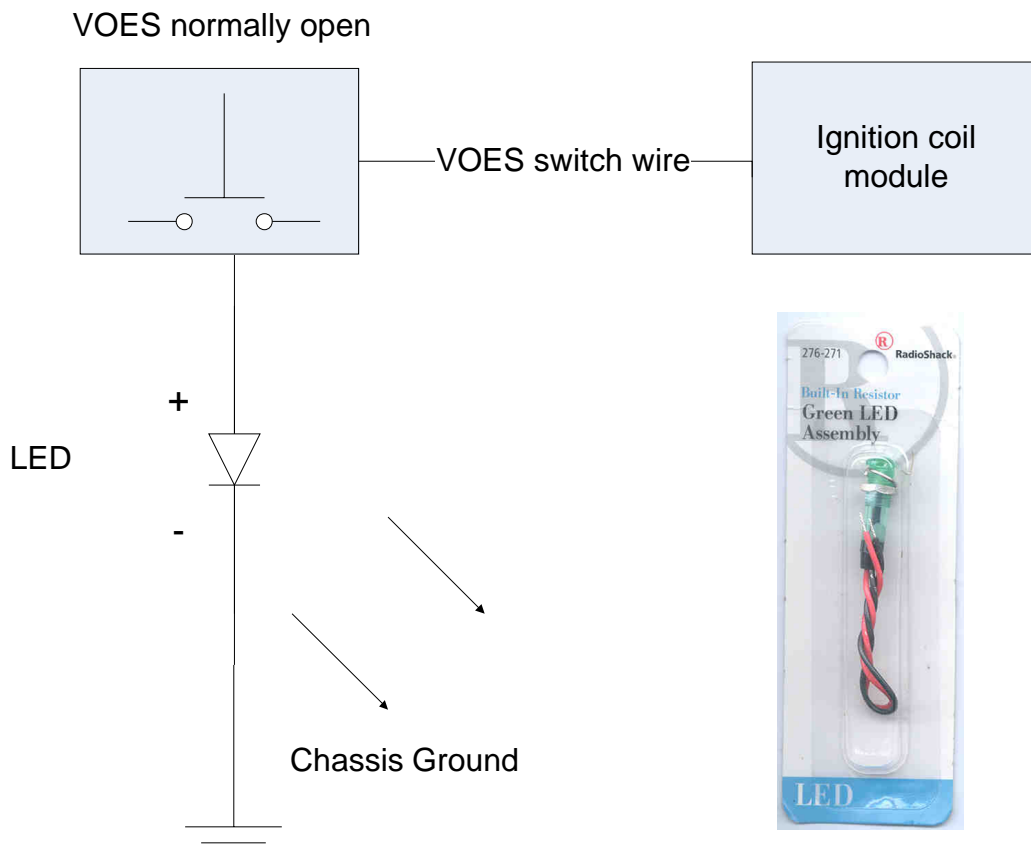 VOES normally open
VOES switch wire
Ignition coil
module
+
LED
-
Chassis Ground
276-271
R
RadioShack
Built-In Resistor
Green LED
Assembly
LED